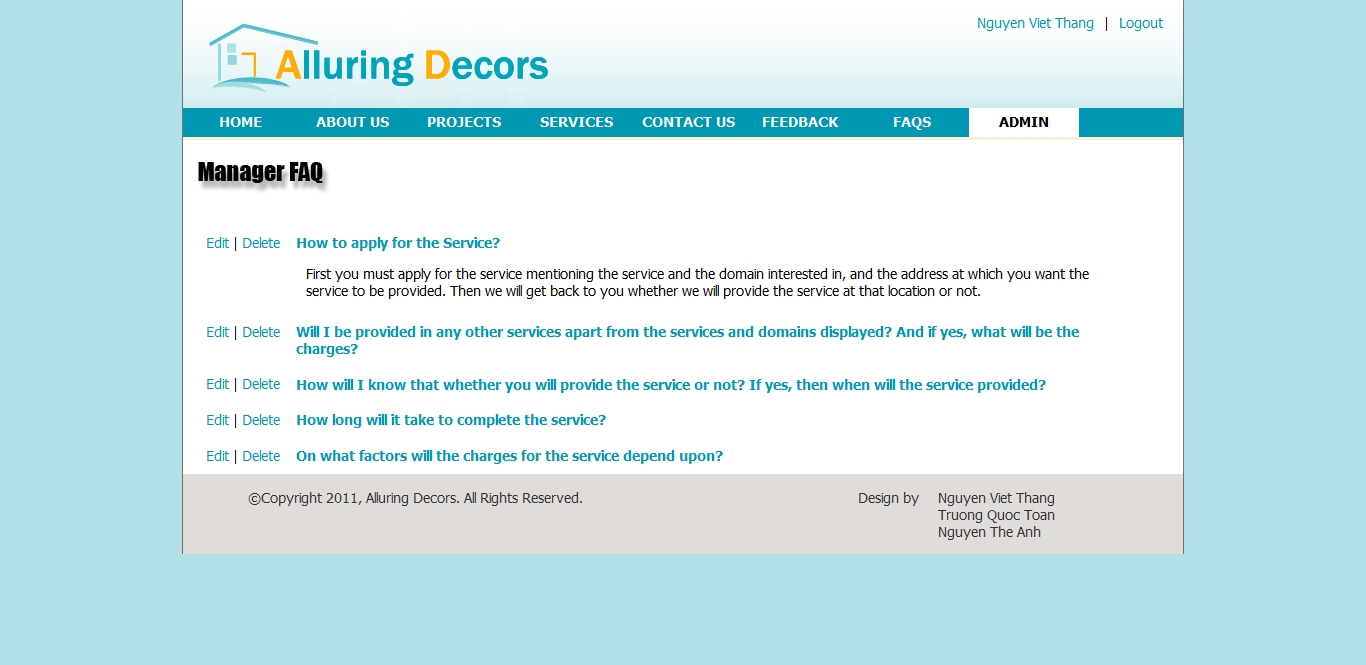 Nguyen Viet Thang | Logout
Alluring Decors
HOME ABOUT US PROJECTS SERVICES CONTACT US FEEDBACK FAQS ADMIN
Manager FAQ
Edit | Delete How to apply for the Service?
First you must apply for the service mentioning the service and the domain interested in, and the address at which you want the
service to be provided. Then we will get back to you whether we will provide the service at that location or not.
Edit | Delete Will I be provided in any other services apart from the services and domains displayed? And if yes, what will be the
charges?
Edit | Delete How will I know that whether you will provide the service or not? If yes, then when will the service provided?
Edit | Delete How long will it take to complete the service?
Edit | Delete On what factors will the charges for the service depend upon?
©Copyright 2011, Alluring Decors. All Rights Reserved. Design by Nguyen Viet Thang
Truong Quoc Toan
Nguyen The Anh